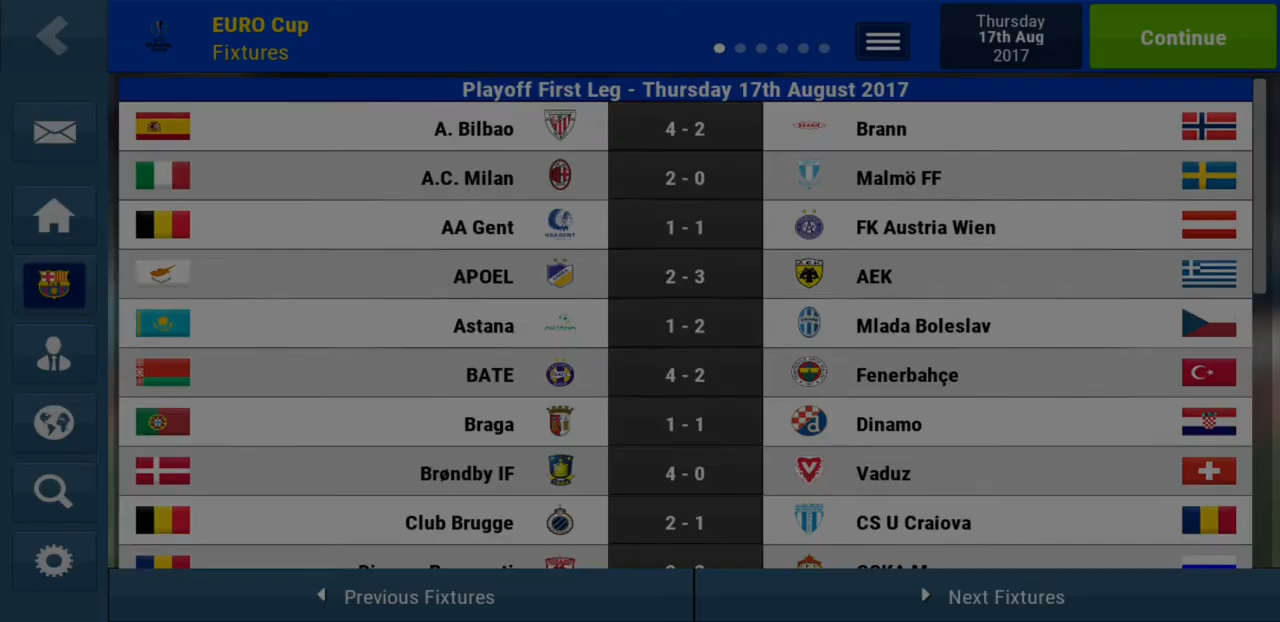 EURO Cup
Fixtures
Thursday
17th Aug
2017
Continue
Playoff First Leg - Thursday 17th August 2017
A. Bilbao 4 - 2 Brann
A.C. Milan 2 - 0 Malmö FF
AA Gent 1 - 1 FK Austria Wien
APOEL 2 - 3 AEK
Astana 1 - 2 Mlada Boleslav
BATE 4 - 2 Fenerbahçe
Braga 1 - 1 Dinamo
Brøndby IF 4 - 0 Vaduz
Club Brugge 2 - 1 CS U Craiova
Previous Fixtures
Next Fixtures